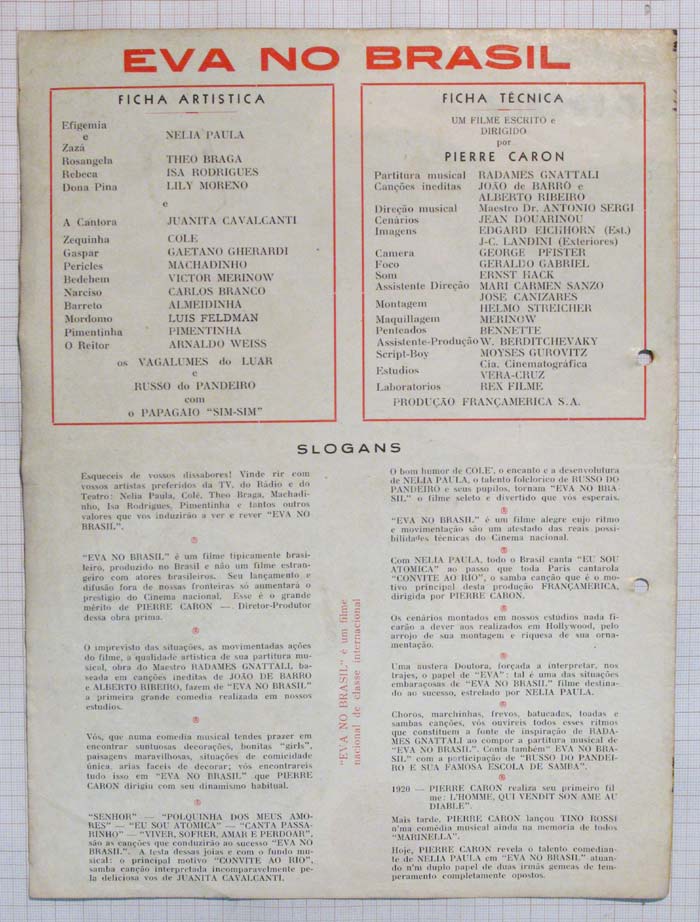 EVA NO BRASIL
FICHA ARTISTICA
Efigemia
e
Zazá
NELIA PAULA
Rosangela THEO BRAGA
Rebeca ISA RODRIGUES
Dona Pina LILY MORENO
e
A Cantora JUANITA CAVALCANTI
Zequinha COLE
Gaspar GAETANO GHERARDI
Pericles MACHADINHO
Bedehem VICTOR MERINOW
Narciso CARLOS BRANCO
Barreto ALMEIDINHA
Mordomo LUIS FELDMAN
Pimentinha PIMENTINHA
O Reitor ARNALDO WEISS
os VAGALUMES do LUAR
e
RUSSO do PANDEIRO
com
o PAPAGAIO "SIM-SIM"
FICHA TÉCNICA
UM FILME ESCRITO e
DIRIGIDO
por
PIERRE CARON
Partitura musical RADAMES GNATTALI
Canções ineditas JOÃO de BARRO e
ALBERTO RIBEIRO
Direção musical Maestro Dr. ANTONIO SERGI
Cenários JEAN DOUARINOU
Imagens EDGARD EICHHORN (Est.)
J-C. LANDINI (Exteriores)
Camera GEORGE PFISTER
Foco GERALDO GABRIEL
Som ERNST HACK
Assistente Direção MARI CARMEN SANZO
Montagem JOSE CANIZARES
HELMO STREICHER
Maquillagem MERINOW
Penteados BENNETTE
Assistente-Produção W. BERDITCHEVAKY
Script-Boy MOYSES GUROVITZ
Estudios Cia. Cinematográfica
VERA-CRUZ
Laboratorios REX FILME
PRODUÇÃO FRANÇAMERICA S.A.
SLOGANS
Esqueceis de vossos dissabores! Vinde rir com
vossos artistas preferidos da TV, do Rádio e do
Teatro: Nelia Paula, Colé, Theo Braga, Machadi-
nho, Isa Rodrigues, Pimentinha e tantos outros
valores que vos induzirão a ver e rever "EVA NO
BRASIL".
"EVA NO BRASIL" é um filme tipicamente brasi-
leiro, produzido no Brasil e não um filme estran-
geiro com atores brasileiros. Seu lançamento e
difusão fora de nossas fronteiras só aumentará o
prestigio do Cinema nacional. Esse é o grande
mérito de PIERRE CARON — Diretor-Produtor
dessa obra prima.
O imprevisto das situações, as movimentadas ações
do filme, a qualidade artistica de sua partitura mu-
sical, obra do Maestro RADAMES GNATTALI, ba-
seada em canções ineditas de JOÃO DE BARRO
e ALBERTO RIBEIRO, fazem de "EVA NO BRASIL"
a primeira grande comedia realizada em nossos
estudios.
Vós, que numa comedia musical tendes prazer em
encontrar suntuosas decorações, bonitas "girls",
paisagens maravilhosas, situações de comicidade
única arias faceis de decorar; vós encontrareis
tudo isso em "EVA NO BRASIL" que PIERRE
CARON dirigiu com seu dinamismo habitual.
"SENHOR" — "POLQUINHA DOS MEUS AMO-
RES" — "EU SOU ATOMICA" — "CANTA PASSA-
RINHO" — "VIVER, SOFRER, AMAR E PERDOAR",
são as canções que conduzirão ao sucesso "EVA NO
BRASIL". A testa dessas joias e com o fundo mu-
sical: o principal motivo "CONVITE AO RIO",
samba canção interpretada incomparavelmente pe-
la deliciosa vos de JUANITA CAVALCANTI.
"EVA NO BRASIL" é um filme
nacional de classe internacional
O bom humor de COLE', o encanto e a desenvolutura
de NELIA PAULA, o talento folclorico de RUSSO DO
PANDEIRO e seus pupilos, tornam "EVA NO BRA-
SIL" o filme seleto e divertido que vós esperais.
"EVA NO BRASIL" é um filme alegre cujo ritmo
e movimentação são um atestado das reais possi-
bilidades técnicas do Cinema nacional.
Com NELIA PAULA, todo o Brasil canta "EU SOU
ATOMICA" ao passo que toda Paris cantarola
"CONVITE AO RIO", o samba canção que é o mo-
tivo principal desta produção FRANÇAMERICA,
dirigida por PIERRE CARON.
Os cenários montados em nossos estudios nada fi-
carão a dever aos realizados em Hollywood, pelo
arrojo de sua montagem e riquesa de sua orna-
mentação.
Uma austera Doutora, forçada a interpretar, nos
trajes, o papel de "EVA": tal é uma das situações
embaraçosas de "EVA NO BRASIL" filme destina-
do ao sucesso, estrelado por NELIA PAULA.
Choros, marchinhas, frevos, batucadas, toadas e
sambas canções, vós ouvireis todos esses ritmos
que constituem a fonte de inspiração de RADA-
MES GNATTALI ao compor a partitura musical de
"EVA NO BRASIL". Conta também" EVA NO BRA-
SIL" com a participação de "RUSSO DO PANDEI-
RO E SUA FAMOSA ESCOLA DE SAMBA".
1920 — PIERRE CARON realiza seu primeiro fil-
me: L'HOMME, QUI VENDIT SON AME AU
DIABLE".
Mais tarde, PIERRE CARON lançou TINO ROSSI
n'ma comédia musical ainda na memoria de todos
"MARINELLA".
Hoje, PIERRE CARON revela o talento comedian-
te de NELIA PAULA em "EVA NO BRASIL" atuan-
do n'm duplo papel de duas irmãs gemeas de tem-
peramento completamente opostos.